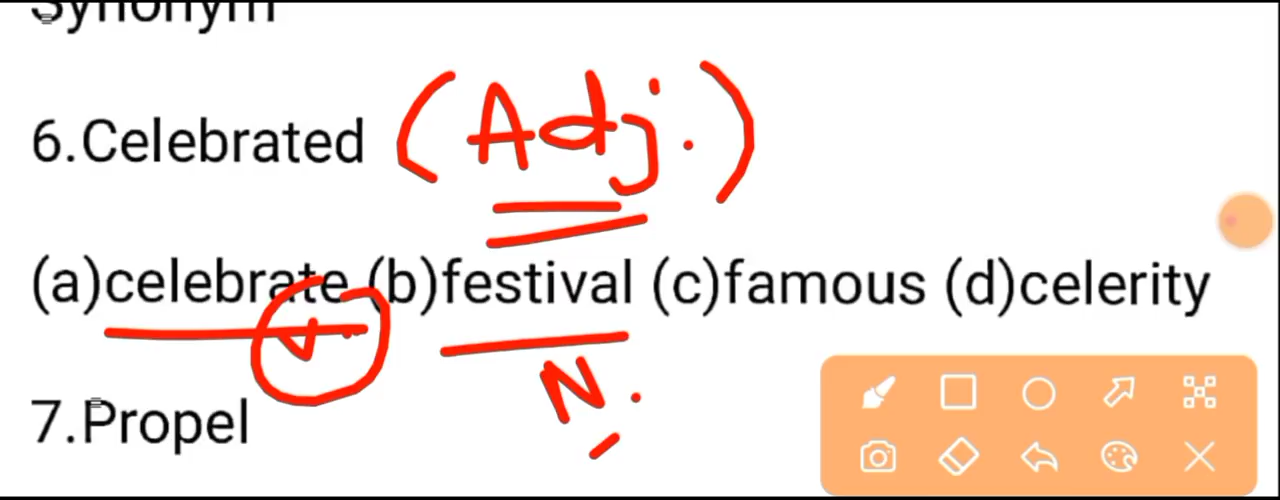 Synonym
6.Celebrated (Adj.)
(a)celebrate (b)festival (c)famous (d)celerity
V. N.
7.Propel